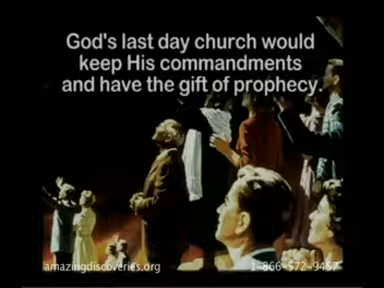 God's last day church would
keep His commandments
and have the gift of prophecy.
amazingdiscoveries.org 1-866-572-9457